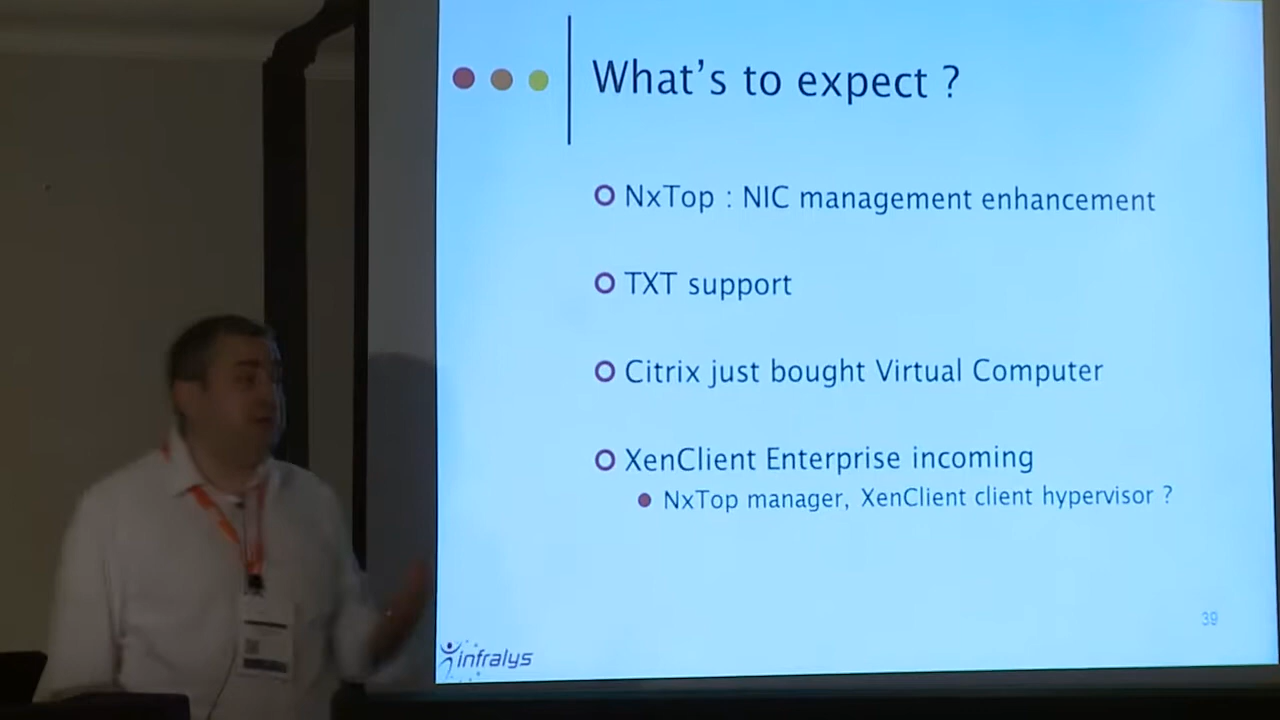 What's to expect ?
NxTop : NIC management enhancement
TXT support
Citrix just bought Virtual Computer
XenClient Enterprise incoming
NxTop manager, XenClient client hypervisor ?
39
infralys